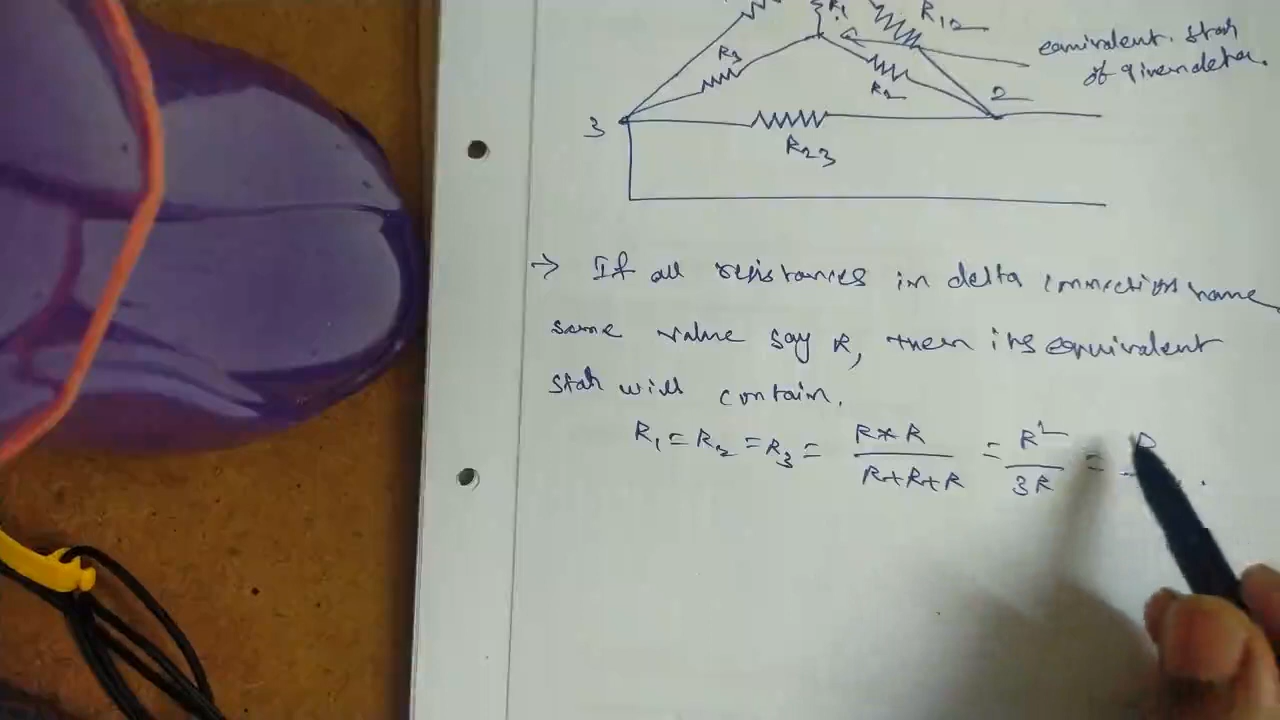 R1
R12
equivalent star
of given delta.
R3
R2
2
3
R23
→ If all resistances in delta connection have
same value say R, then its equivalent
star will contain.
R1 = R2 = R3 = R*R / R+R+R = R² / 3R = R